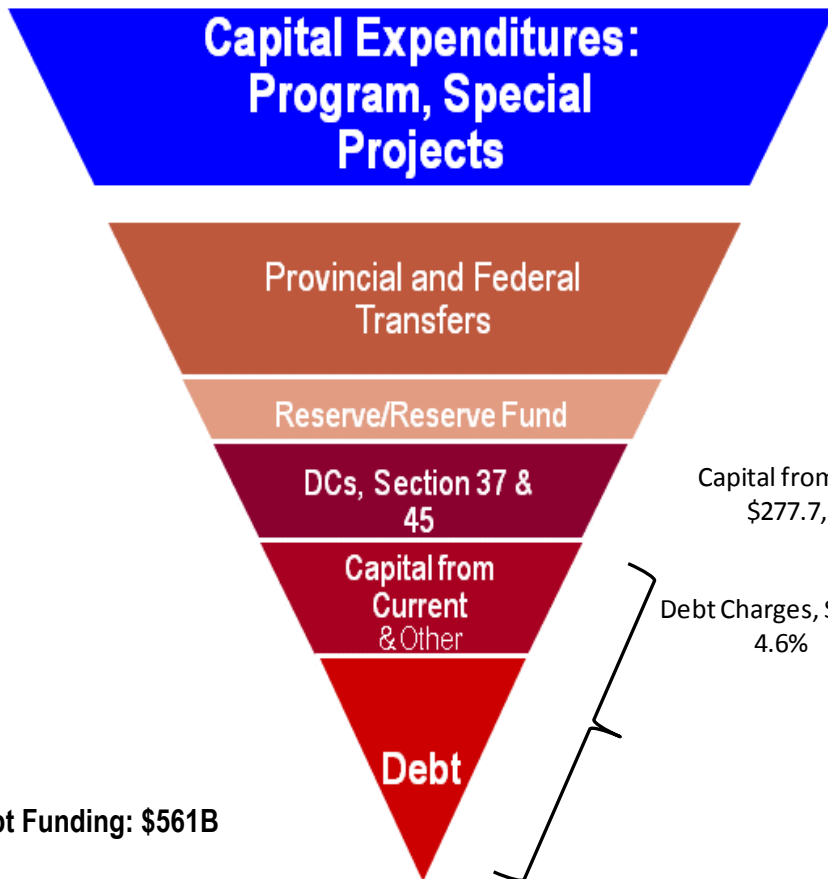 Capital Expenditures:
Program, Special
Projects
Provincial and Federal
Transfers
Reserve/Reserve Fund
DCs, Section 37 &
45
Capital from
Current
& Other
Debt
Capital from
$277.7,
Debt Charges,
4.6%
Funding: $561B